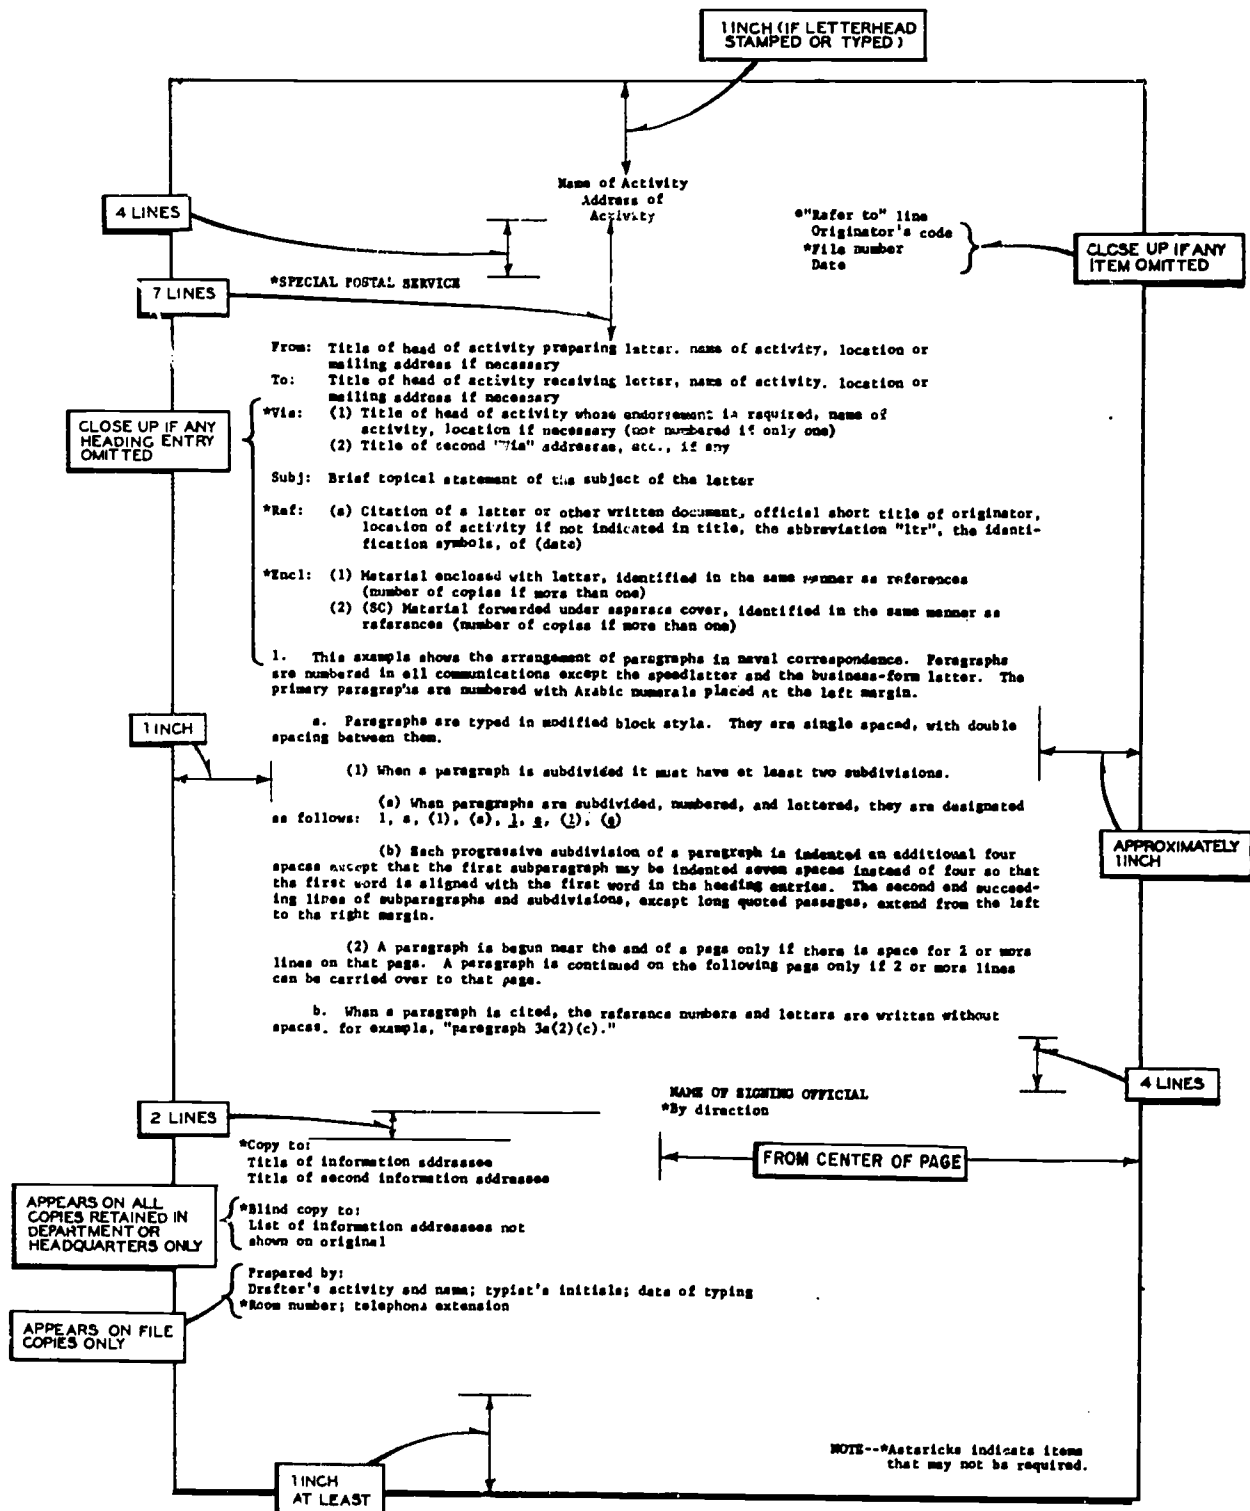 1 INCH (IF LETTERHEAD
STAMPED OR TYPED)
Name of Activity
Address of
Activity
4 LINES
*"Refer to" line
Originator's code
*File number
Date
CLOSE UP IF ANY
ITEM OMITTED
*SPECIAL POSTAL SERVICE
7 LINES
From: Title of head of activity preparing letter, name of activity, location or
mailing address if necessary
To: Title of head of activity receiving letter, name of activity, location or
mailing address if necessary
*Via: (1) Title of head of activity whose endorsement is required, name of
activity, location if necessary (not numbered if only one)
(2) Title of second "Via" addressee, etc., if any
CLOSE UP IF ANY
HEADING ENTRY
OMITTED
Subj: Brief topical statement of the subject of the letter
*Ref: (a) Citation of a letter or other written document, official short title of originator,
location of activity if not indicated in title, the abbreviation "ltr", the identi-
fication symbols, of (date)
*Encl: (1) Material enclosed with letter, identified in the same manner as references
(number of copies if more than one)
(2) (SC) Material forwarded under separate cover, identified in the same manner as
references (number of copies if more than one)
1. This example shows the arrangement of paragraphs in naval correspondence. Paragraphs
are numbered in all communications except the speedletter and the business-form letter. The
primary paragraphs are numbered with Arabic numerals placed at the left margin.
1 INCH
a. Paragraphs are typed in modified block style. They are single spaced, with double
spacing between them.
(1) When a paragraph is subdivided it must have at least two subdivisions.
(a) When paragraphs are subdivided, numbered, and lettered, they are designated
as follows: 1, a, (1), (a), 1, a, (1), (a)
APPROXIMATELY
1 INCH
(b) Each progressive subdivision of a paragraph is indented an additional four
spaces except that the first subparagraph may be indented seven spaces instead of four so that
the first word is aligned with the first word in the heading entries. The second and succeed-
ing lines of subparagraphs and subdivisions, except long quoted passages, extend from the left
to the right margin.
(2) A paragraph is begun near the end of a page only if there is space for 2 or more
lines on that page. A paragraph is continued on the following page only if 2 or more lines
can be carried over to that page.
b. When a paragraph is cited, the reference numbers and letters are written without
spaces, for example, "paragraph 3a(2)(c)."
4 LINES
NAME OF SIGNING OFFICIAL
*By direction
2 LINES
*Copy to:
Title of information addressee
Title of second information addressee
FROM CENTER OF PAGE
APPEARS ON ALL
COPIES RETAINED IN
DEPARTMENT OR
HEADQUARTERS ONLY
*Blind copy to:
List of information addressees not
shown on original
Prepared by:
Drafter's activity and name; typist's initials; date of typing
*Room number; telephone extension
APPEARS ON FILE
COPIES ONLY
NOTE--*Astaricks indicate items
that may not be required.
1 INCH
AT LEAST